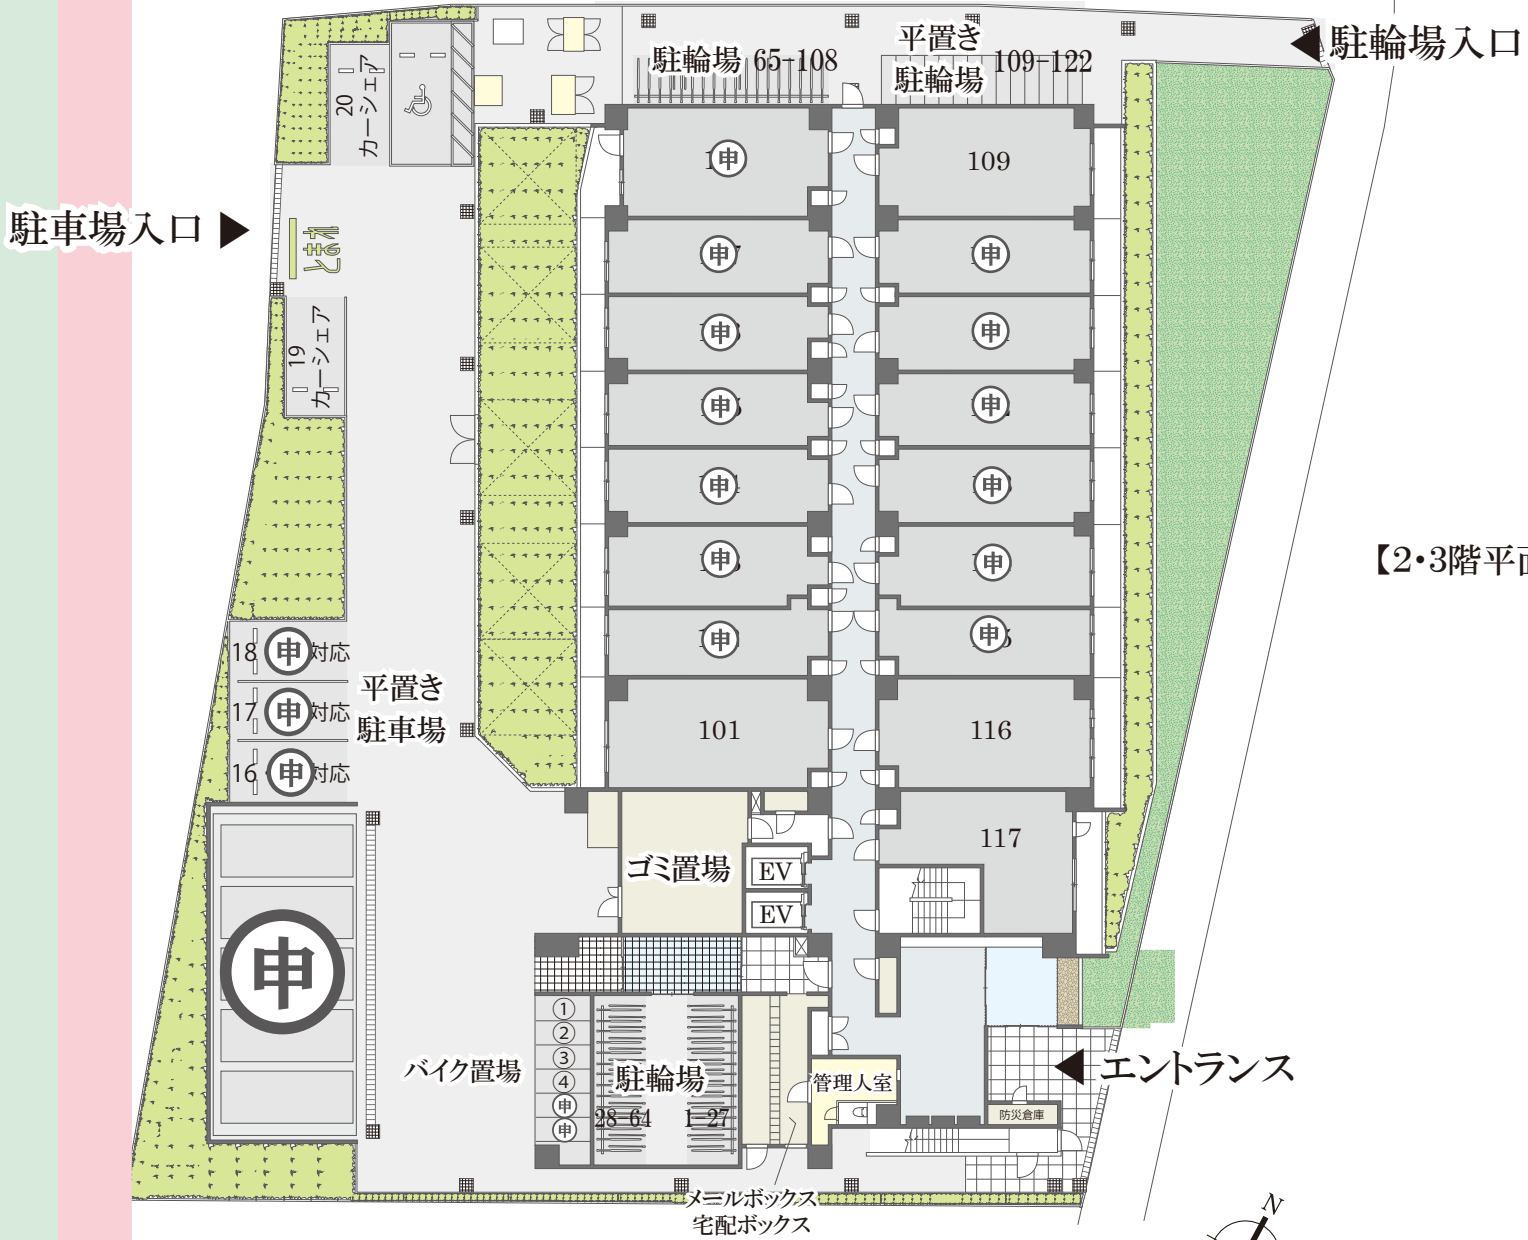 駐輪場 65-108
平置き
駐輪場 109-122
駐輪場入口
20
カーシェア
駐車場入口
とまれ
19
カーシェア
申
109
申
申
申
申
申
申
申
申
申
申
申
申
申
101
116
117
【2・3階平面
18 申 対応
17 申 対応
16 申 対応
平置き
駐車場
ゴミ置場
EV
EV
申
バイク置場
①
②
③
④
申
申
駐輪場
28-64 1-27
管理人室
エントランス
防災倉庫
メールボックス
宅配ボックス
N